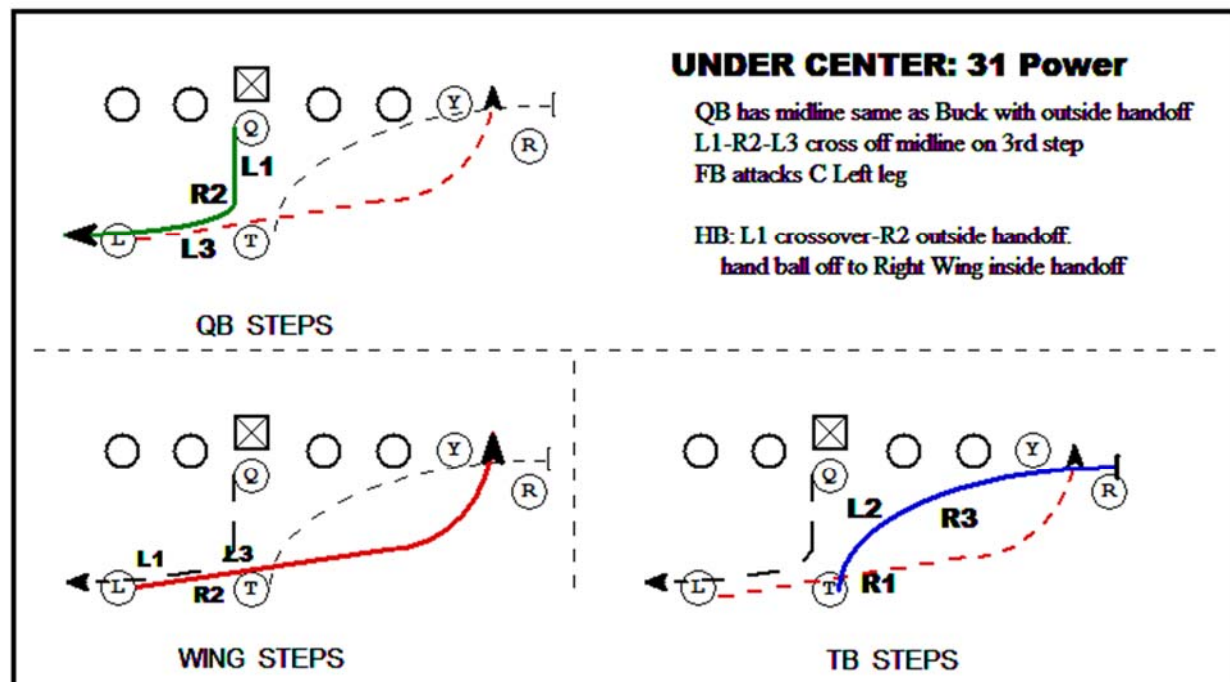 UNDER CENTER: 31 Power
QB has midline same as Buck with outside handoff
L1-R2-L3 cross off midline on 3rd step
FB attacks C Left leg
HB: L1 crossover-R2 outside handoff.
hand ball off to Right Wing inside handoff
Y
Q
R
L1
R2
L
L3
T
QB STEPS
Y
Q
R
L1
L3
L
R2
T
WING STEPS
Y
Q
R
L2
R3
L
T
R1
TB STEPS